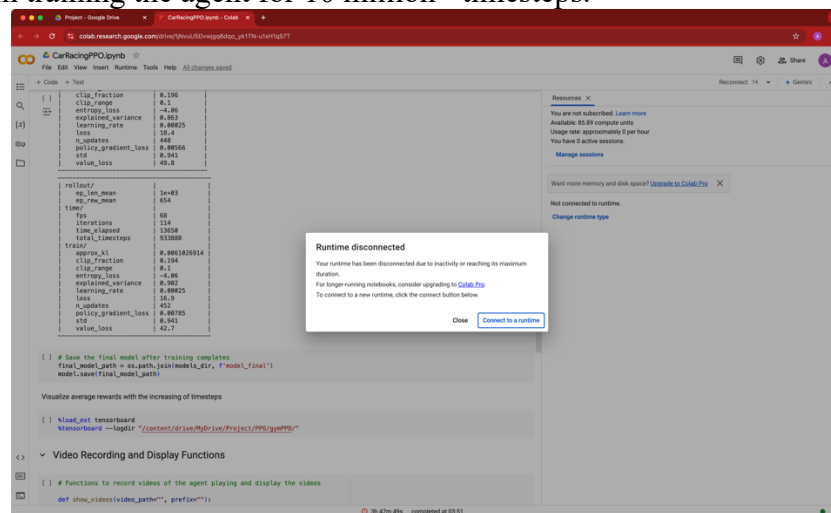 training the agent for 10 million timesteps.
Project - Google Drive
CarRacingPPO.ipynb - Colab
CarRacingPPO.ipynb
File Edit View Insert Runtime Tools Help All changes saved
Share
+ Code + Text
Reconnect T4
Gemini
| clip_fraction | 0.196 |
| clip_range | 0.1 |
| entropy_loss | -4.06 |
| explained_variance | 0.863 |
| learning_rate | 0.00025 |
| loss | 18.4 |
| n_updates | 448 |
| policy_gradient_loss | 0.00566 |
| std | 0.941 |
| value_loss | 49.8 |
| rollout/ | |
| ep_len_mean | 1e+03 |
| ep_rew_mean | 654 |
| time/ | |
| fps | 68 |
| iterations | 114 |
| time_elapsed | 13650 |
| total_timesteps | 933888 |
| train/ | |
| approx_kl | 0.0061026914 |
| clip_fraction | 0.194 |
| clip_range | 0.1 |
| entropy_loss | -4.06 |
| explained_variance | 0.902 |
| learning_rate | 0.00025 |
| loss | 16.9 |
| n_updates | 452 |
| policy_gradient_loss | 0.00785 |
| std | 0.941 |
| value_loss | 42.7 |
[ ] # Save the final model after training completes
final_model_path = os.path.join(models_dir, f"model_final")
model.save(final_model_path)
Visualize average rewards with the increasing of timesteps
[ ] %load_ext tensorboard
%tensorboard --logdir "/content/drive/MyDrive/Project/PPO/gymPPO/"
Video Recording and Display Functions
[ ] # Functions to record videos of the agent playing and display the videos
def show_videos(video_path="", prefix=""):
Resources
You are not subscribed. Learn more
Available: 85.89 compute units
Usage rate: approximately 0 per hour
You have 0 active sessions.
Manage sessions
Want more memory and disk space? Upgrade to Colab Pro
Not connected to runtime.
Change runtime type
Runtime disconnected
Your runtime has been disconnected due to inactivity or reaching its maximum
duration.
For longer-running notebooks, consider upgrading to Colab Pro.
To connect to a new runtime, click the connect button below.
Close
Connect to a runtime
3h 47m 49s completed at 03:51